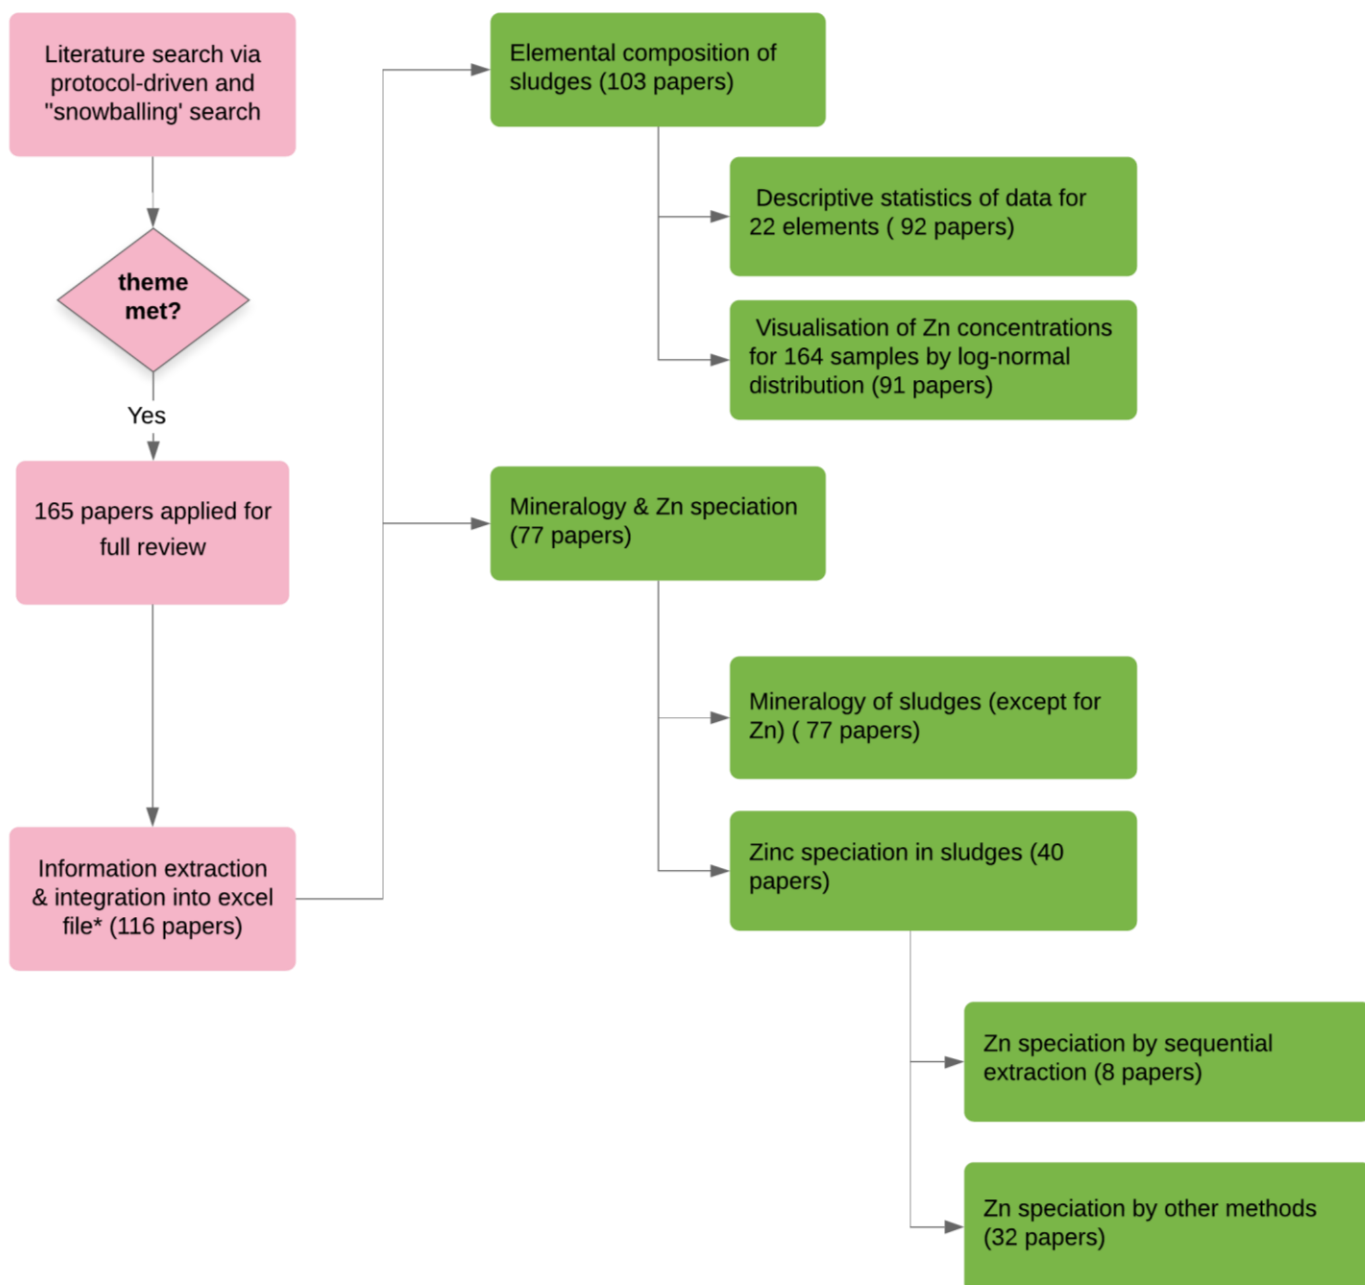 Literature search via
protocol-driven and
"snowballing' search
theme
met?
Yes
165 papers applied for
full review
Information extraction
& integration into excel
file* (116 papers)
Elemental composition of
sludges (103 papers)
Descriptive statistics of data for
22 elements ( 92 papers)
Visualisation of Zn concentrations
for 164 samples by log-normal
distribution (91 papers)
Mineralogy & Zn speciation
(77 papers)
Mineralogy of sludges (except for
Zn) ( 77 papers)
Zinc speciation in sludges (40
papers)
Zn speciation by sequential
extraction (8 papers)
Zn speciation by other methods
(32 papers)